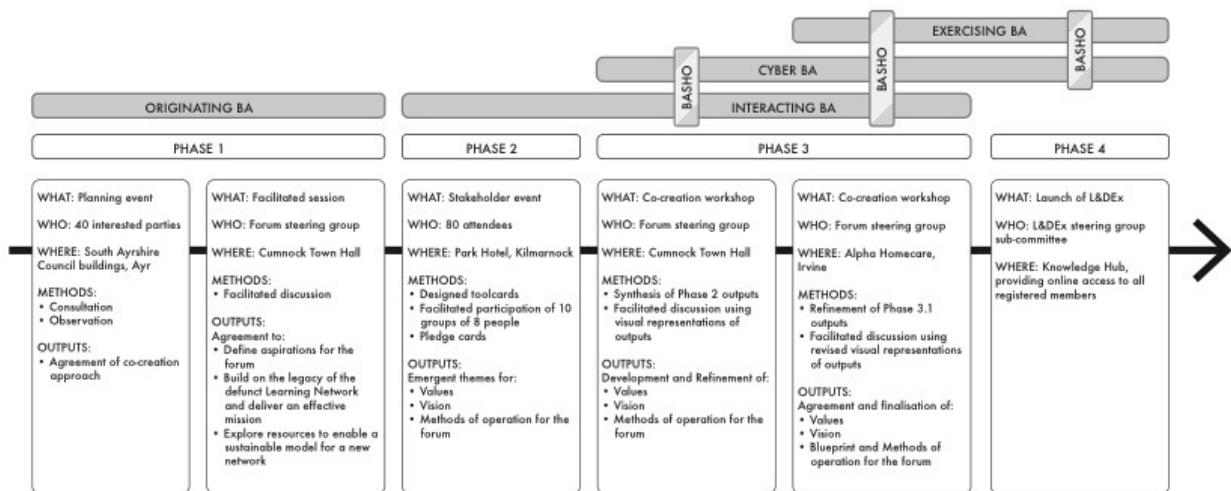 EXERCISING BA
CYBER BA
ORIGINATING BA
INTERACTING BA
BASHO
BASHO
BASHO
PHASE 1
PHASE 2
PHASE 3
PHASE 4
WHAT: Planning event
WHO: 40 interested parties
WHERE: South Ayrshire
Council buildings, Ayr
METHODS:
• Consultation
• Observation
OUTPUTS:
• Agreement of co-creation
approach
WHAT: Facilitated session
WHO: Forum steering group
WHERE: Cumnock Town Hall
METHODS:
• Facilitated discussion
OUTPUTS:
Agreement to:
• Define aspirations for the
forum
• Build on the legacy of the
defunct Learning Network
and deliver an effective
mission
• Explore resources to enable a
sustainable model for a new
network
WHAT: Stakeholder event
WHO: 80 attendees
WHERE: Park Hotel, Kilmarnock
METHODS:
• Designed toolcards
• Facilitated participation of 10
groups of 8 people
• Pledge cards
OUTPUTS:
Emergent themes for:
• Values
• Vision
• Methods of operation for the
forum
WHAT: Co-creation workshop
WHO: Forum steering group
WHERE: Cumnock Town Hall
METHODS:
• Synthesis of Phase 2 outputs
• Facilitated discussion using
visual representations of
outputs
OUTPUTS:
Development and Refinement of:
• Values
• Vision
• Methods of operation for the
forum
WHAT: Co-creation workshop
WHO: Forum steering group
WHERE: Alpha Homecare,
Irvine
METHODS:
• Refinement of Phase 3.1
outputs
• Facilitated discussion using
revised visual representations
of outputs
OUTPUTS:
Agreement and finalisation of:
• Values
• Vision
• Blueprint and Methods of
operation for the forum
WHAT: Launch of L&DEx
WHO: L&DEx steering group
sub-committee
WHERE: Knowledge Hub,
providing online access to all
registered members